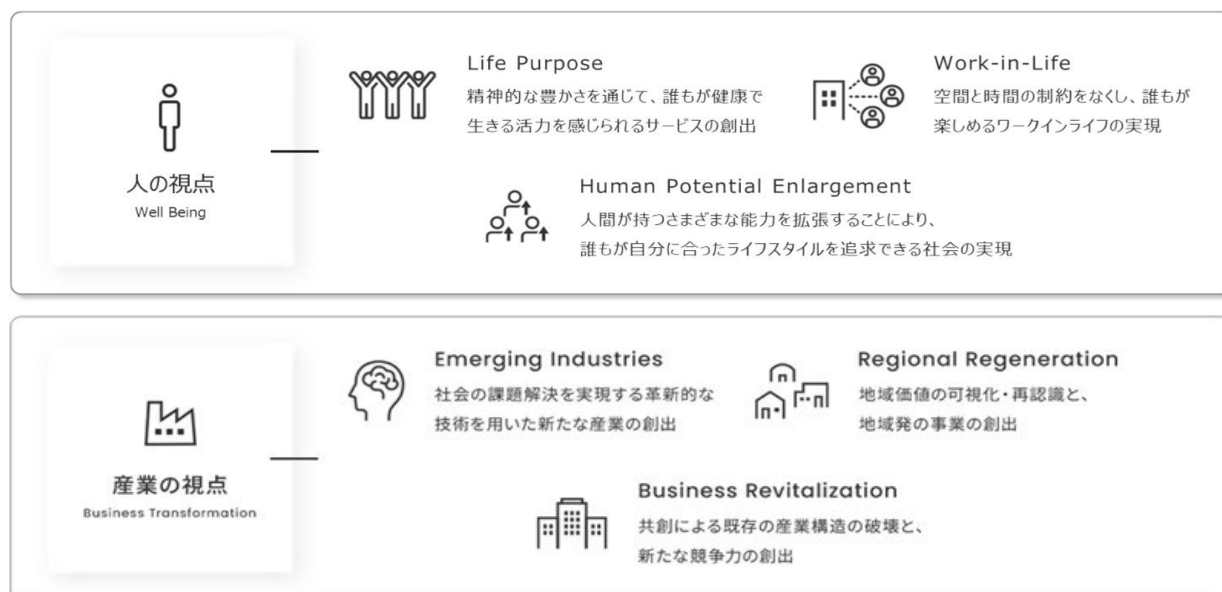 人の視点
Well Being
Life Purpose
精神的な豊かさを通じて、誰もが健康で
生きる活力を感じられるサービスの創出
Work-in-Life
空間と時間の制約をなくし、誰もが
楽しめるワークインライフの実現
Human Potential Enlargement
人間が持つさまざまな能力を拡張することにより、
誰もが自分に合ったライフスタイルを追求できる社会の実現
産業の視点
Business Transformation
Emerging Industries
社会の課題解決を実現する革新的な
技術を用いた新たな産業の創出
Regional Regeneration
地域価値の可視化・再認識と、
地域発の事業の創出
Business Revitalization
共創による既存の産業構造の破壊と、
新たな競争力の創出